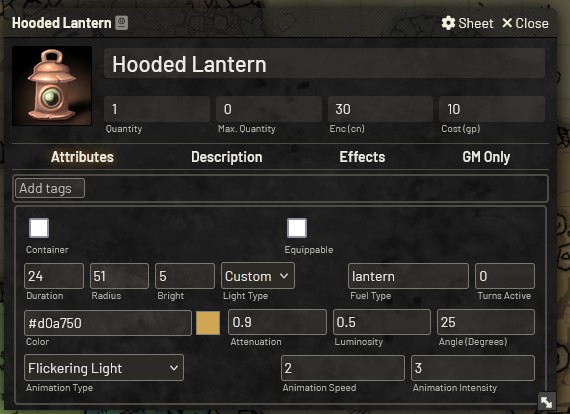 Hooded Lantern Sheet Close
Hooded Lantern
1 0 30 10
Quantity Max. Quantity Enc (cn) Cost (gp)
Attributes Description Effects GM Only
Add tags
Container Equippable
24 51 5 Custom lantern 0
Duration Radius Bright Light Type Fuel Type Turns Active
#d0a750 0.9 0.5 25
Color Attenuation Luminosity Angle (Degrees)
Flickering Light 2 3
Animation Type Animation Speed Animation Intensity